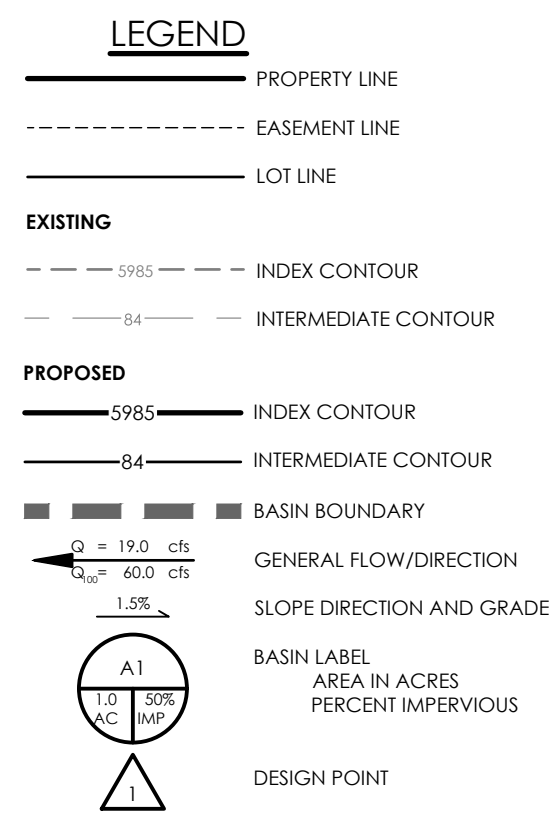 LEGEND
PROPERTY LINE
EASEMENT LINE
LOT LINE
EXISTING
5985 INDEX CONTOUR
84 INTERMEDIATE CONTOUR
PROPOSED
5985 INDEX CONTOUR
84 INTERMEDIATE CONTOUR
BASIN BOUNDARY
Q = 19.0 cfs
Q100= 60.0 cfs
GENERAL FLOW/DIRECTION
1.5% SLOPE DIRECTION AND GRADE
A1
1.0 AC
50% IMP
BASIN LABEL
AREA IN ACRES
PERCENT IMPERVIOUS
1 DESIGN POINT